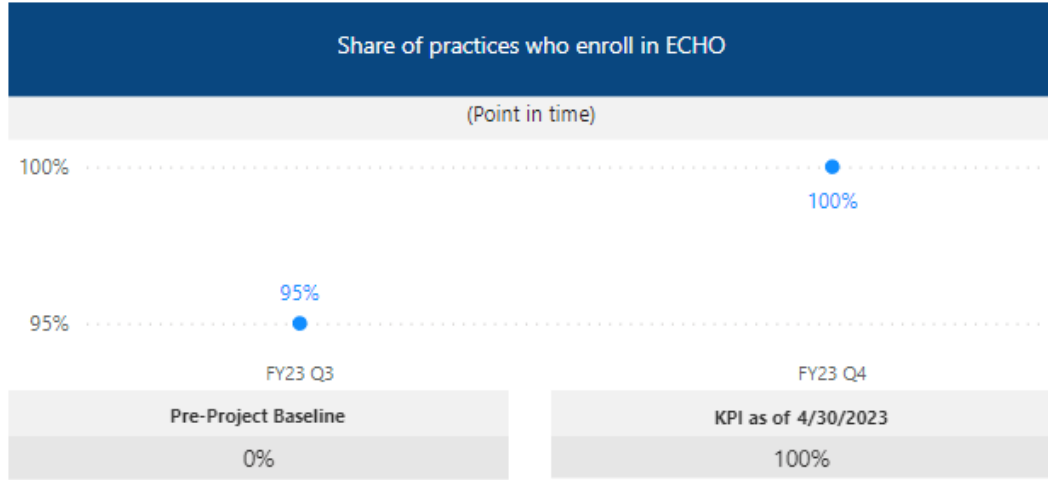 Share of practices who enroll in ECHO
(Point in time)
100%
100%
95%
95%
FY23 Q3
FY23 Q4
Pre-Project Baseline
KPI as of 4/30/2023
0%
100%